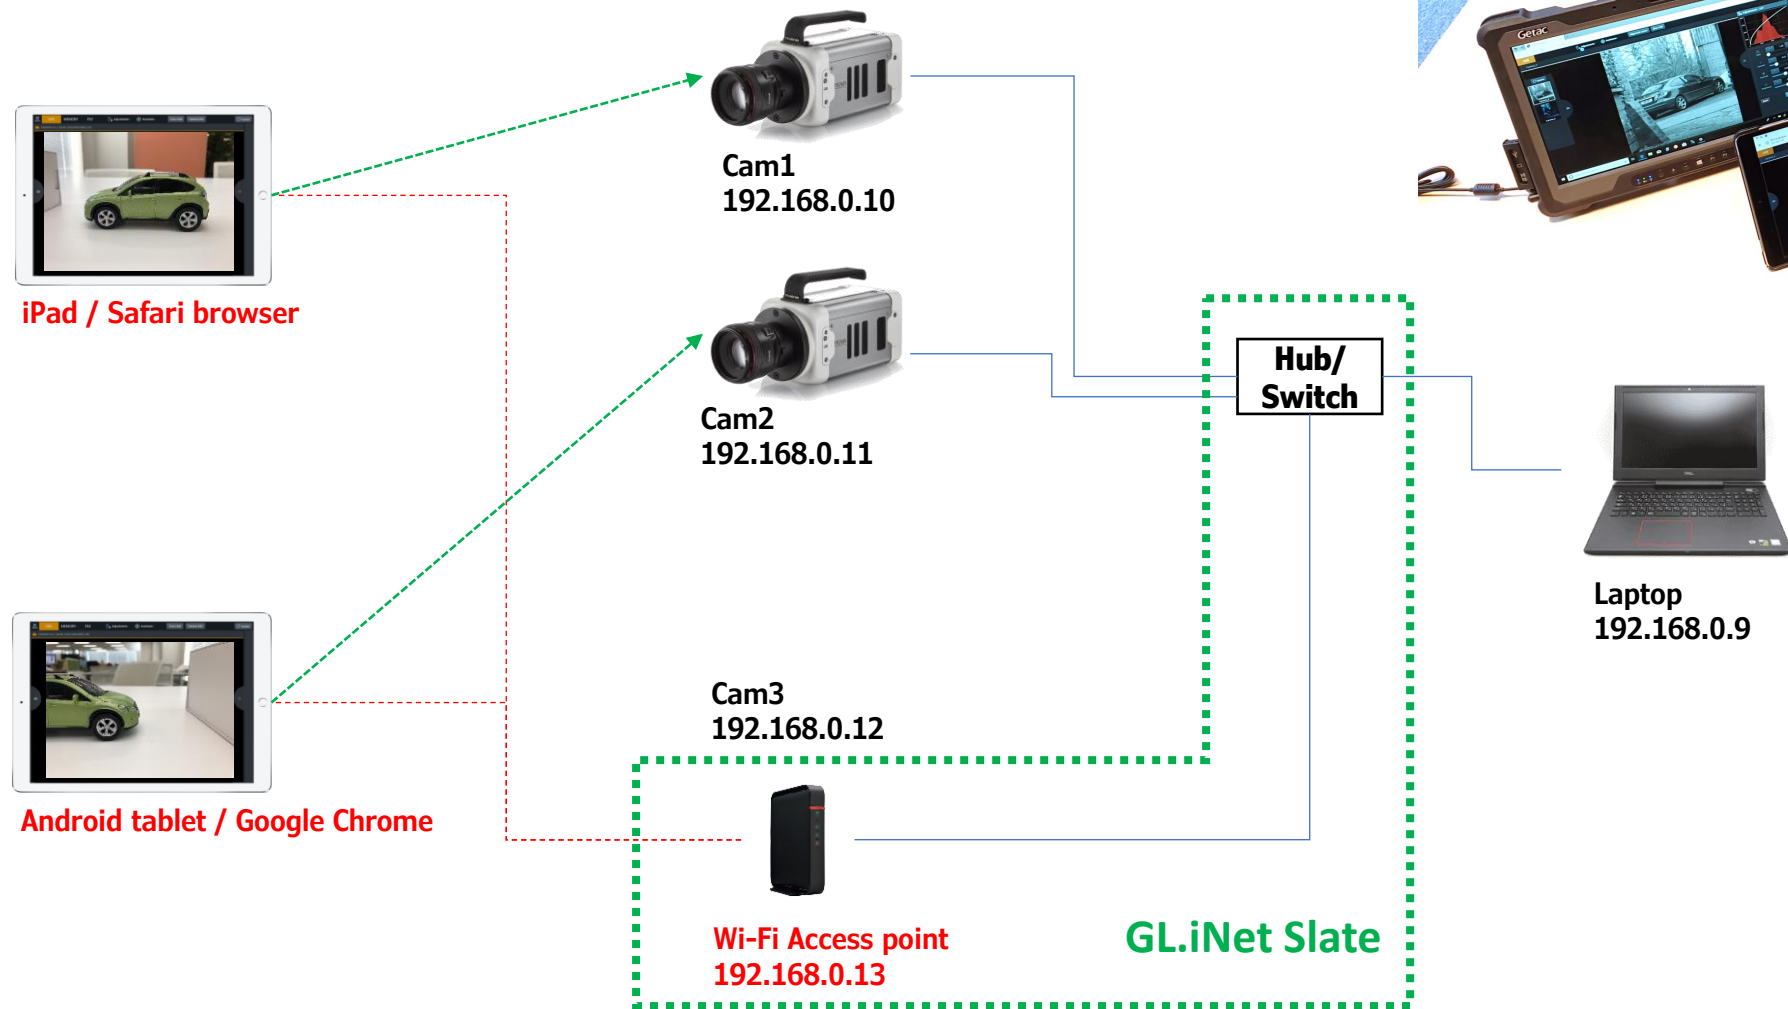 Cam1
192.168.0.10
Getac
iPad / Safari browser
Hub/
Switch
Cam2
192.168.0.11
Laptop
192.168.0.9
Cam3
192.168.0.12
Android tablet / Google Chrome
Wi-Fi Access point
192.168.0.13
GL.iNet Slate